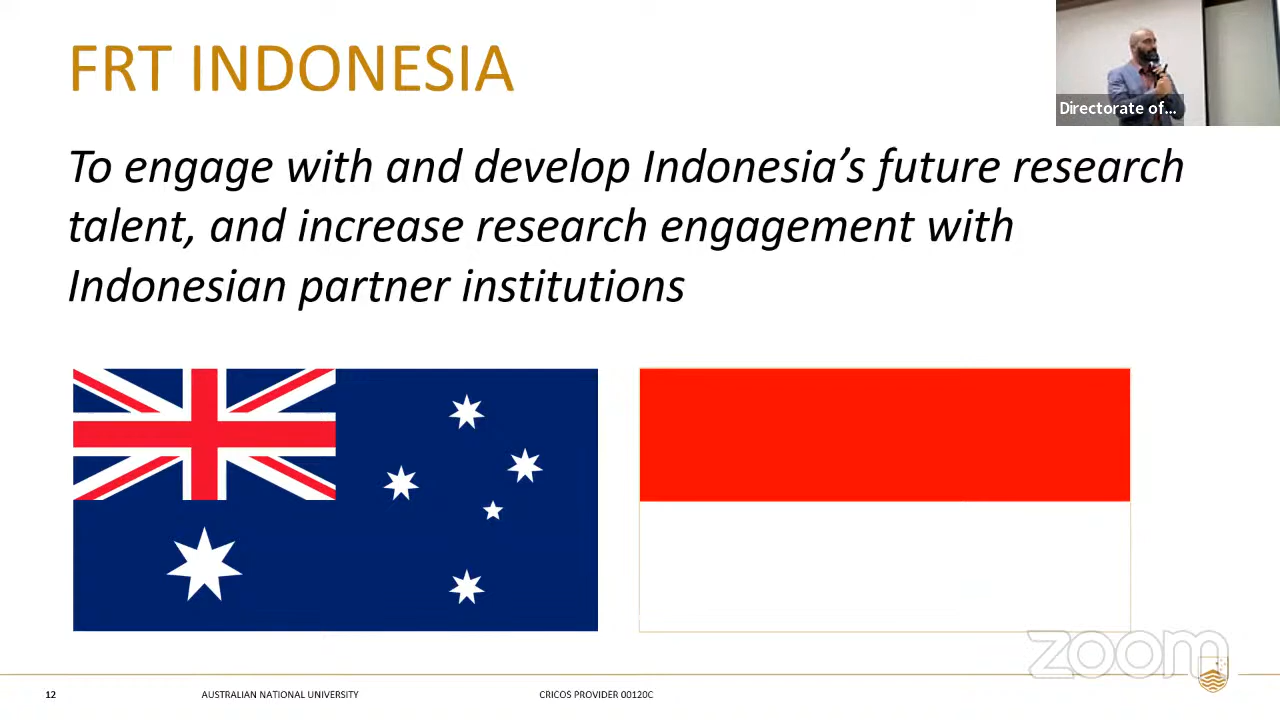 FRT INDONESIA
Directorate of...
To engage with and develop Indonesia's future research
talent, and increase research engagement with
Indonesian partner institutions
zoom
12 AUSTRALIAN NATIONAL UNIVERSITY CRICOS PROVIDER 00120C